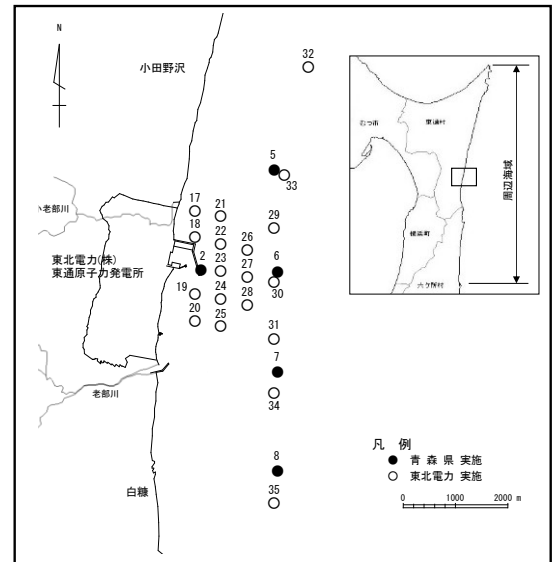 N
小田野沢
32
5
33
17
21
29
小老部川
18
22
26
東北電力(株)
東通原子力発電所
2
23
27
6
30
19
24
28
20
25
31
7
老部川
34
8
白糠
35
むつ市
東通村
横浜町
六ケ所村
周辺海域
凡 例
● 青 森 県 実施
○ 東北電力 実施
0 1000 2000 m